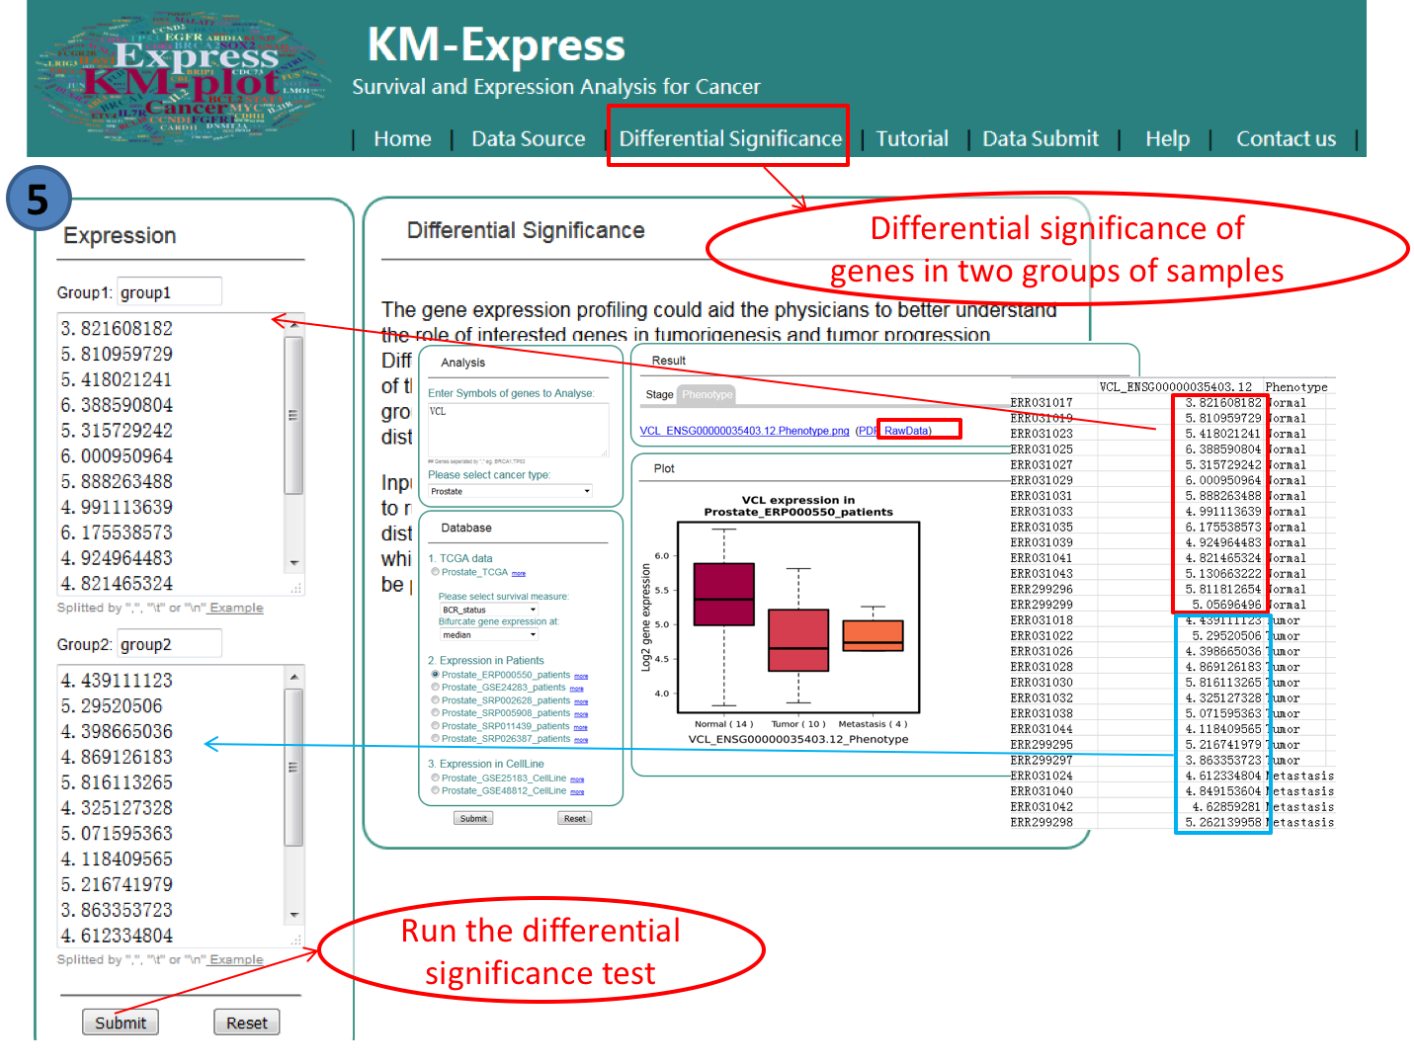 Express
KM-plot
Cancer
KM-Express
Survival and Expression Analysis for Cancer
| Home | Data Source | Differential Significance | Tutorial | Data Submit | Help | Contact us |
5
Expression
Group1: group1
3.821608182
5.810959729
5.418021241
6.388590804
5.315729242
6.000950964
5.888263488
4.991113639
6.175538573
4.924964483
4.821465324
Splitted by ",", "\t" or "\n" Example
Group2: group2
4.439111123
5.29520506
4.398665036
4.869126183
5.816113265
4.325127328
5.071595363
4.118409565
5.216741979
3.863353723
4.612334804
Splitted by ",", "\t" or "\n" Example
Submit Reset
Differential Significance
Differential significance of
genes in two groups of samples
The gene expression profiling could aid the physicians to better understand
the role of interested genes in tumorigenesis and tumor progression
Diff
of t
gro
dist
Inp
to r
dist
whi
be
Analysis
Enter Symbols of genes to Analyse:
VCL
## Genes seperated by "," eg. BRCA1,TP53
Please select cancer type:
Prostate
Database
1. TCGA data
Prostate_TCGA more
Please select survival measure:
BCR_status
Bifurcate gene expression at:
median
2. Expression in Patients
Prostate_ERP000550_patients more
Prostate_GSE24283_patients more
Prostate_SRP002628_patients more
Prostate_SRP005908_patients more
Prostate_SRP011439_patients more
Prostate_SRP026387_patients more
3. Expression in CellLine
Prostate_GSE25183_CellLine more
Prostate_GSE48812_CellLine more
Submit Reset
Result
Stage Phenotype
VCL_ENSG00000035403.12.Phenotype.png (PDF RawData)
Plot
VCL expression in
Prostate_ERP000550_patients
Log2 gene expression
6.0
5.5
5.0
4.5
4.0
Normal ( 14 ) Tumor ( 10 ) Metastasis ( 4 )
VCL_ENSG00000035403.12_Phenotype
VCL_ENSG00000035403.12 Phenotype
ERR031017 3.821608182 Normal
ERR031019 5.810959729 Normal
ERR031023 5.418021241 Normal
ERR031025 6.388590804 Normal
ERR031027 5.315729242 Normal
ERR031029 6.000950964 Normal
ERR031031 5.888263488 Normal
ERR031033 4.991113639 Normal
ERR031035 6.175538573 Normal
ERR031039 4.924964483 Normal
ERR031041 4.821465324 Normal
ERR031043 5.130663222 Normal
ERR299296 5.811812654 Normal
ERR299299 5.05696496 Normal
ERR031018 4.439111123 Tumor
ERR031022 5.29520506 Tumor
ERR031026 4.398665036 Tumor
ERR031028 4.869126183 Tumor
ERR031030 5.816113265 Tumor
ERR031032 4.325127328 Tumor
ERR031038 5.071595363 Tumor
ERR031044 4.118409565 Tumor
ERR299295 5.216741979 Tumor
ERR299297 3.863353723 Tumor
ERR031024 4.612334804 Metastasis
ERR031040 4.849153604 Metastasis
ERR031042 4.62859281 Metastasis
ERR299298 5.262139958 Metastasis
Run the differential
significance test